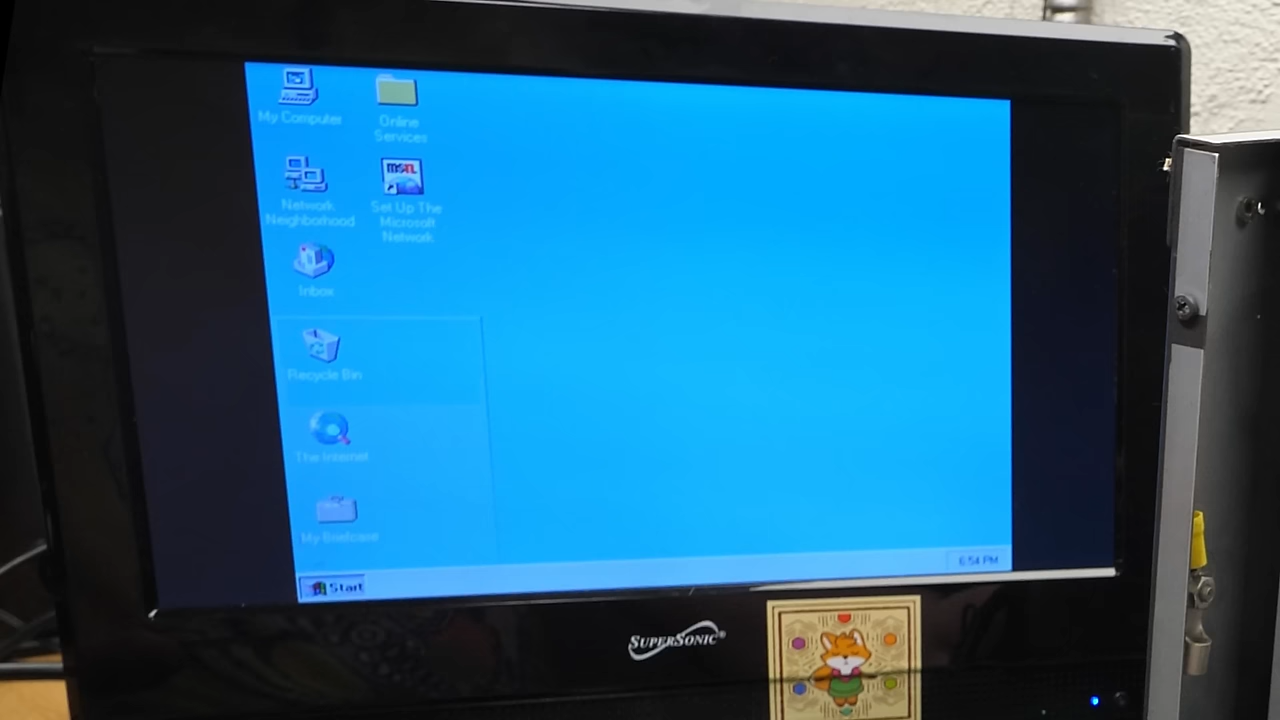 My Computer
Online
Services
Network
Neighborhood
MSN
Set Up The
Microsoft
Network
Inbox
Recycle Bin
The Internet
My Briefcase
Start
6:54 PM
SUPERSONIC®